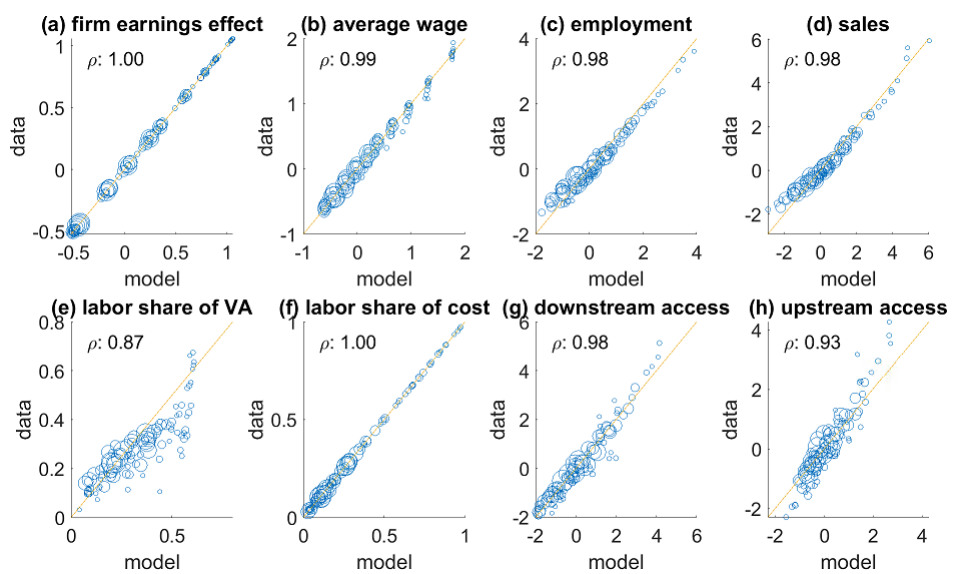 (a) firm earnings effect
ρ: 1.00
1
0.5
0
-0.5
data
-0.5 0 0.5 1
model
(b) average wage
ρ: 0.99
2
1
0
-1
data
-1 0 1 2
model
(c) employment
ρ: 0.98
4
2
0
-2
data
-2 0 2 4
model
(d) sales
ρ: 0.98
6
4
2
0
-2
data
-2 0 2 4 6
model
(e) labor share of VA
ρ: 0.87
0.8
0.6
0.4
0.2
0
data
0.5
model
(f) labor share of cost
ρ: 1.00
1
0.5
0
data
0 0.5 1
model
(g) downstream access
ρ: 0.98
6
4
2
0
-2
data
-2 0 2 4 6
model
(h) upstream access
ρ: 0.93
4
2
0
-2
data
-2 0 2 4
model